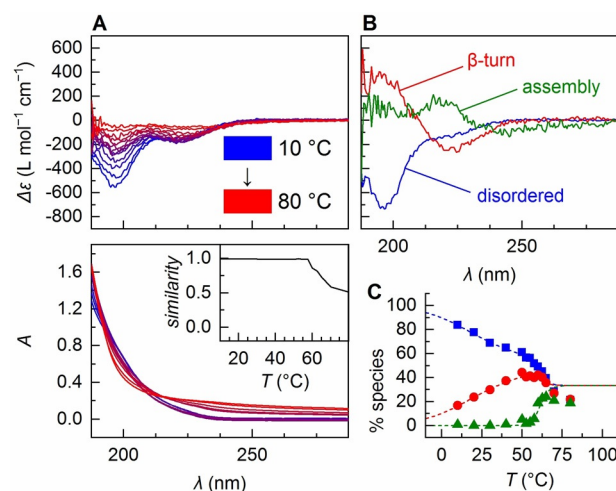 A
600
400
200
0
-200
-400
-600
-800
Δε (L mol⁻¹ cm⁻¹)
10 °C
↓
80 °C
200
250
B
β-turn
assembly
disordered
200
250
λ (nm)
1.6
1.2
0.8
0.4
0.0
A
similarity
1.0
0.5
0.0
20
60
T (°C)
200
250
λ (nm)
C
% species
100
80
60
40
20
0
0
25
50
75
100
T (°C)